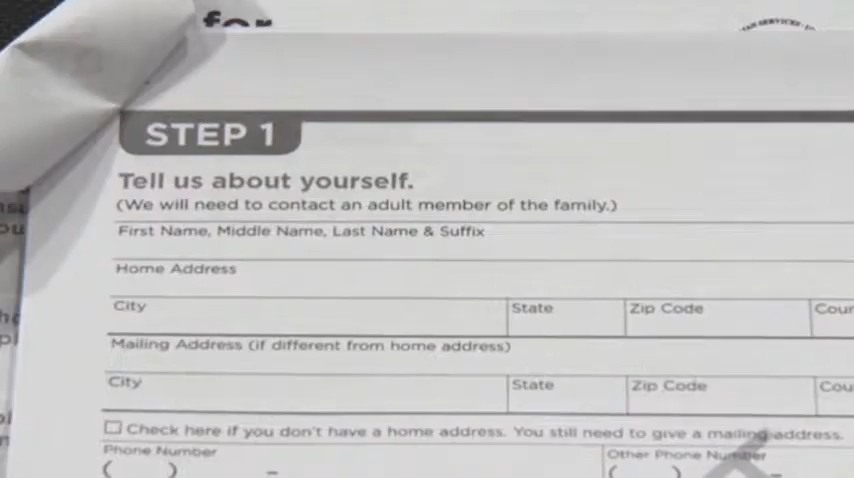 for
STEP 1
Tell us about yourself.
(We will need to contact an adult member of the family.)
First Name, Middle Name, Last Name & Suffix
Home Address
City State Zip Code Coun
Mailing Address (if different from home address)
City State Zip Code Cou
Check here if you don't have a home address. You still need to give a mailing address.
Phone Number Other Phone Number
( ) – ( ) –